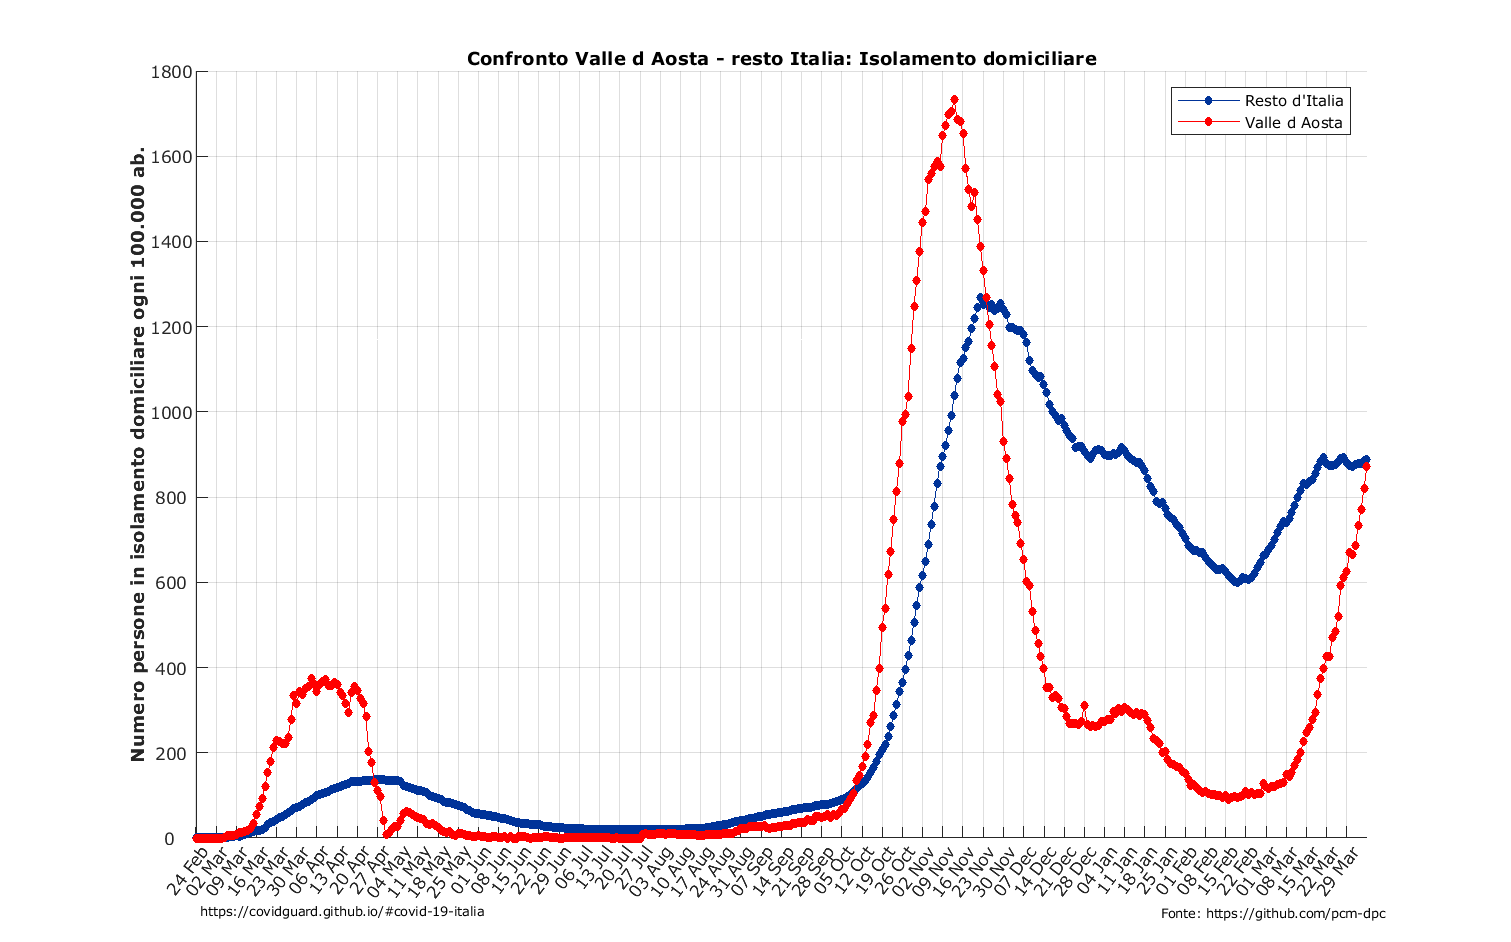 Confronto Valle d Aosta - resto Italia: Isolamento domiciliare
Numero persone in isolamento domiciliare ogni 100.000 ab.
1800
1600
1400
1200
1000
800
600
400
200
0
Resto d'Italia
Valle d Aosta
24 Feb
02 Mar
09 Mar
16 Mar
23 Mar
30 Mar
06 Apr
13 Apr
20 Apr
27 Apr
04 May
11 May
18 May
25 May
01 Jun
08 Jun
15 Jun
22 Jun
29 Jun
06 Jul
13 Jul
20 Jul
27 Jul
03 Aug
10 Aug
17 Aug
24 Aug
31 Aug
07 Sep
14 Sep
21 Sep
28 Sep
05 Oct
12 Oct
19 Oct
26 Oct
02 Nov
09 Nov
16 Nov
23 Nov
30 Nov
07 Dec
14 Dec
21 Dec
28 Dec
04 Jan
11 Jan
18 Jan
25 Jan
01 Feb
08 Feb
15 Feb
22 Feb
01 Mar
08 Mar
15 Mar
22 Mar
29 Mar
https://covidguard.github.io/#covid-19-italia
Fonte: https://github.com/pcm-dpc